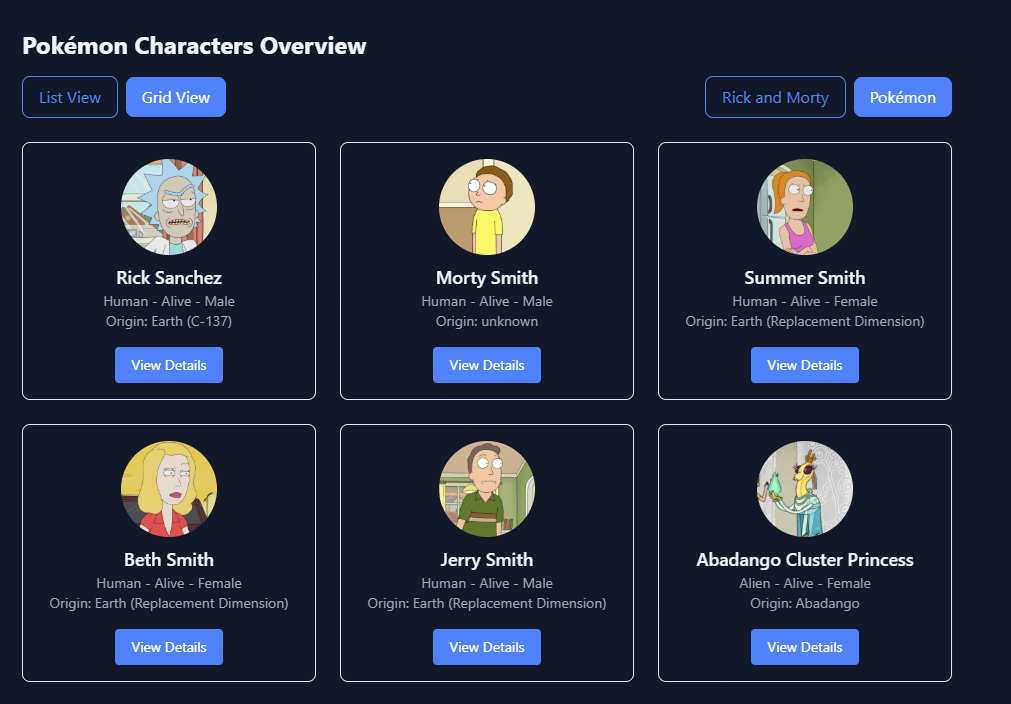 Pokémon Characters Overview
List View
Grid View
Rick and Morty
Pokémon
Rick Sanchez
Human - Alive - Male
Origin: Earth (C-137)
View Details
Morty Smith
Human - Alive - Male
Origin: unknown
View Details
Summer Smith
Human - Alive - Female
Origin: Earth (Replacement Dimension)
View Details
Beth Smith
Human - Alive - Female
Origin: Earth (Replacement Dimension)
View Details
Jerry Smith
Human - Alive - Male
Origin: Earth (Replacement Dimension)
View Details
Abadango Cluster Princess
Alien - Alive - Female
Origin: Abadango
View Details